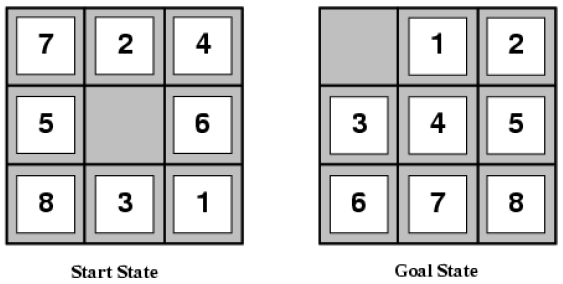 7 2 4
5 6
8 3 1
Start State
1 2
3 4 5
6 7 8
Goal State